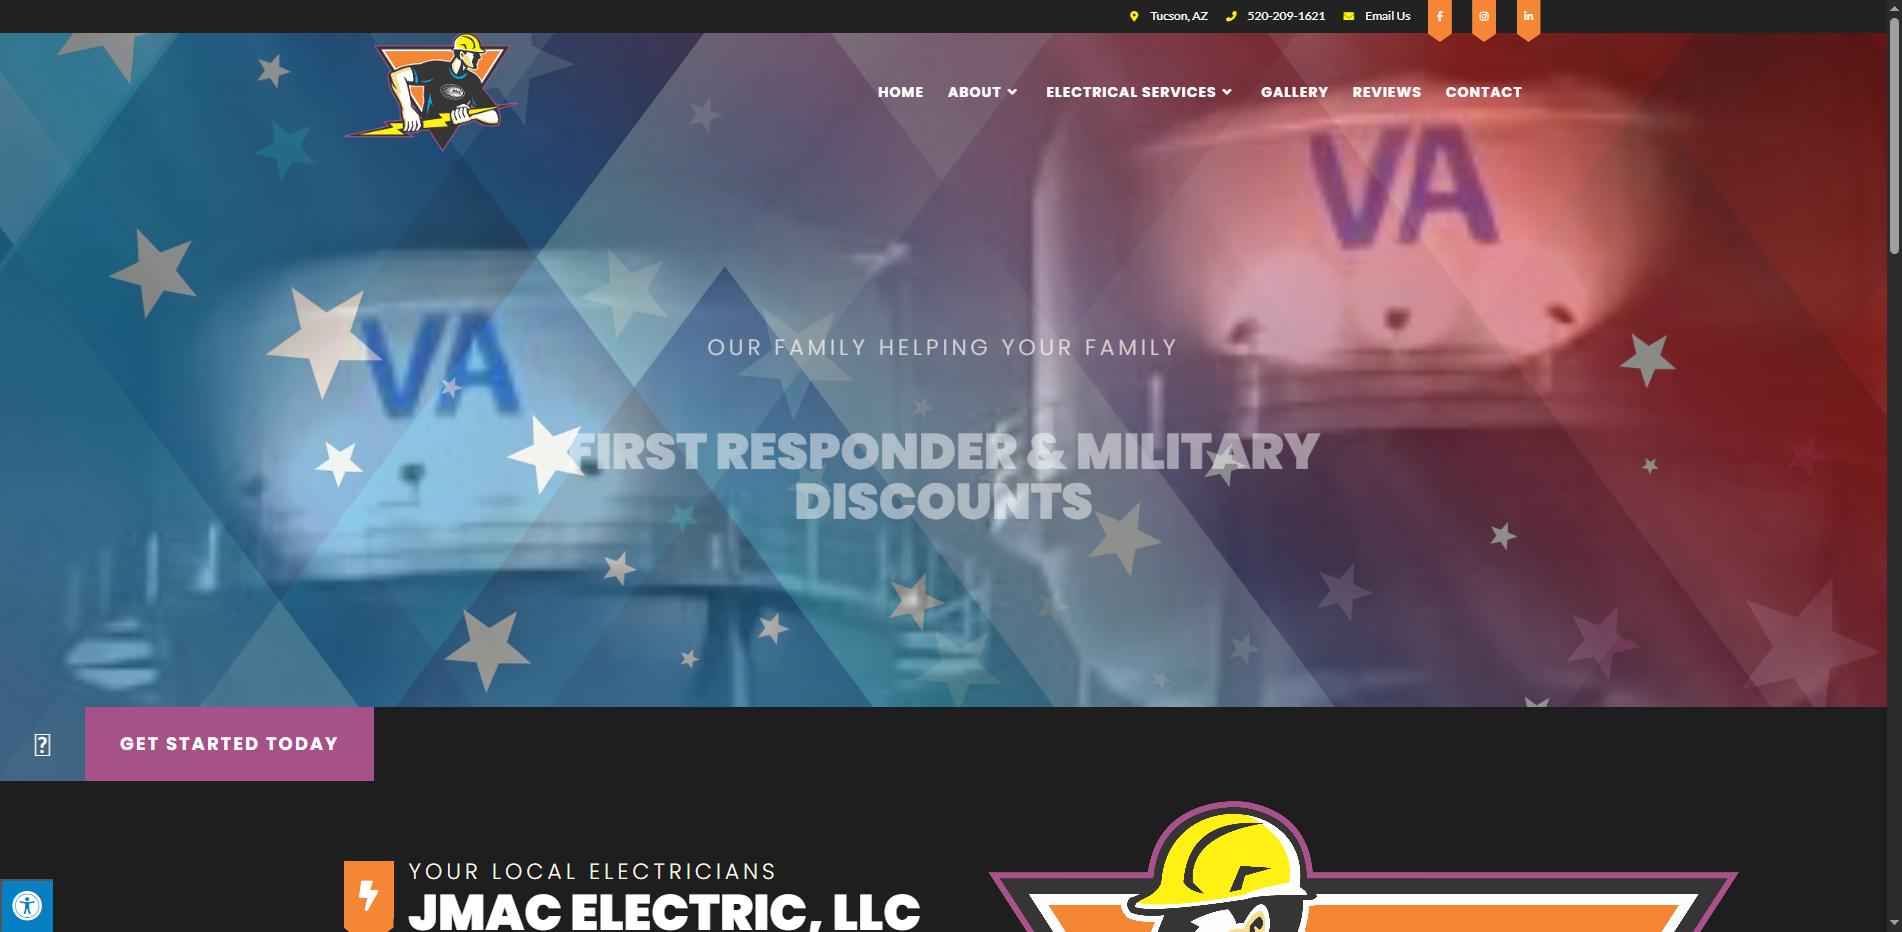 Tucson, AZ 520-209-1621 Email Us
HOME ABOUT ELECTRICAL SERVICES GALLERY REVIEWS CONTACT
VA
VA
OUR FAMILY HELPING YOUR FAMILY
FIRST RESPONDER & MILITARY
DISCOUNTS
GET STARTED TODAY
YOUR LOCAL ELECTRICIANS
JMAC ELECTRIC, LLC